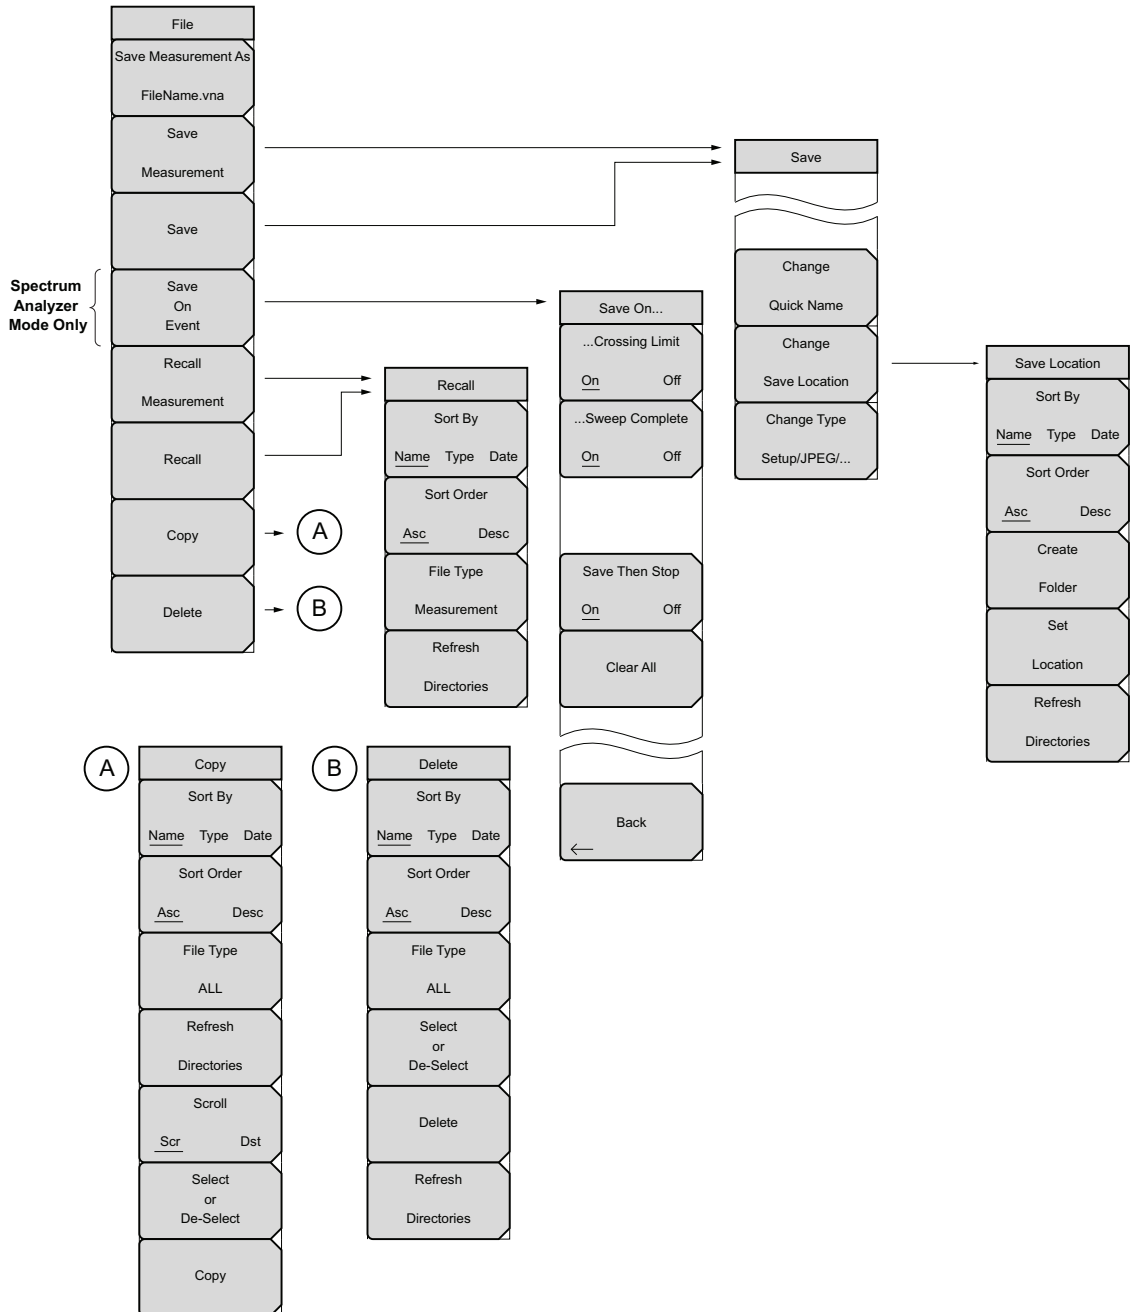 File
Save Measurement As
FileName.vna
Save
Measurement
Save
Spectrum
Analyzer
Mode Only
Save
On
Event
Recall
Measurement
Recall
Copy
A
Delete
B
Recall
Sort By
Name Type Date
Sort Order
Asc Desc
File Type
Measurement
Refresh
Directories
Save On...
...Crossing Limit
On Off
...Sweep Complete
On Off
Save Then Stop
On Off
Clear All
Back
Save
Change
Quick Name
Change
Save Location
Change Type
Setup/JPEG/...
Save Location
Sort By
Name Type Date
Sort Order
Asc Desc
Create
Folder
Set
Location
Refresh
Directories
A
Copy
Sort By
Name Type Date
Sort Order
Asc Desc
File Type
ALL
Refresh
Directories
Scroll
Scr Dst
Select
or
De-Select
Copy
B
Delete
Sort By
Name Type Date
Sort Order
Asc Desc
File Type
ALL
Select
or
De-Select
Delete
Refresh
Directories